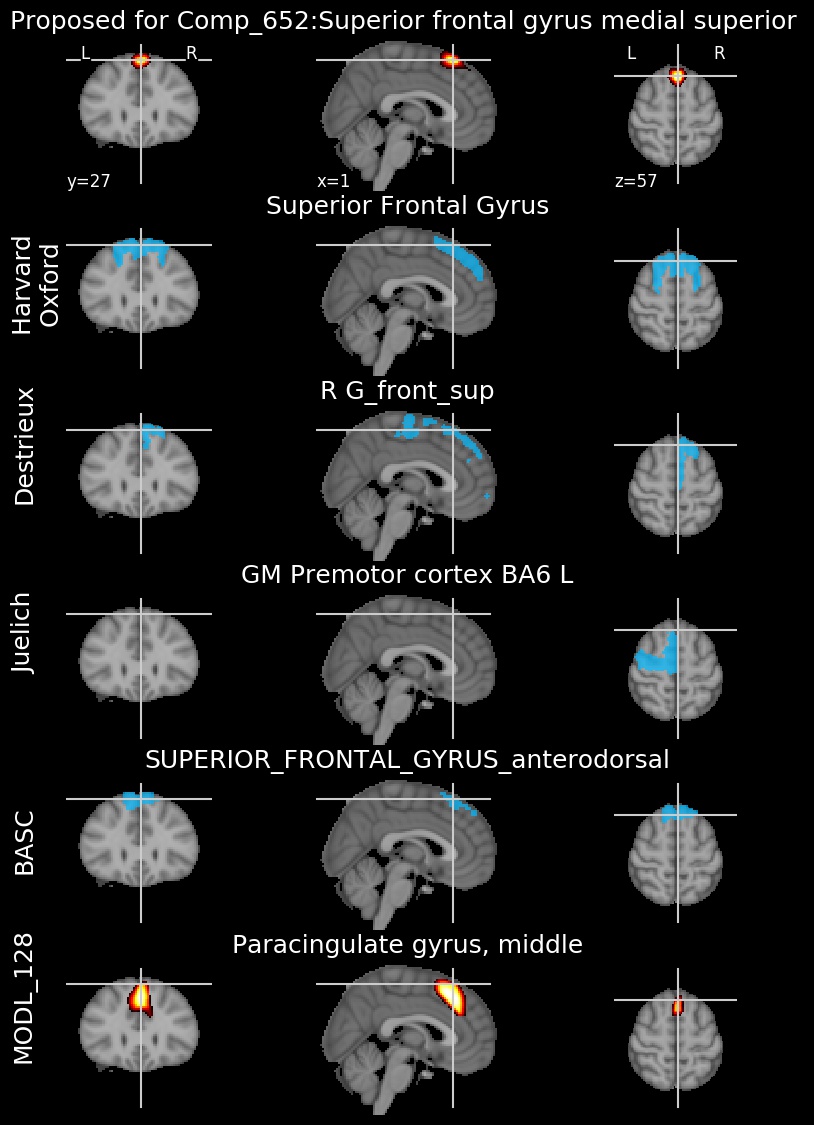 Proposed for Comp_652:Superior frontal gyrus medial superior
L R L R
y=27 x=1 z=57
Superior Frontal Gyrus
Harvard
Oxford
R G_front_sup
Destrieux
GM Premotor cortex BA6 L
Juelich
SUPERIOR_FRONTAL_GYRUS_anterodorsal
BASC
Paracingulate gyrus, middle
MODL_128